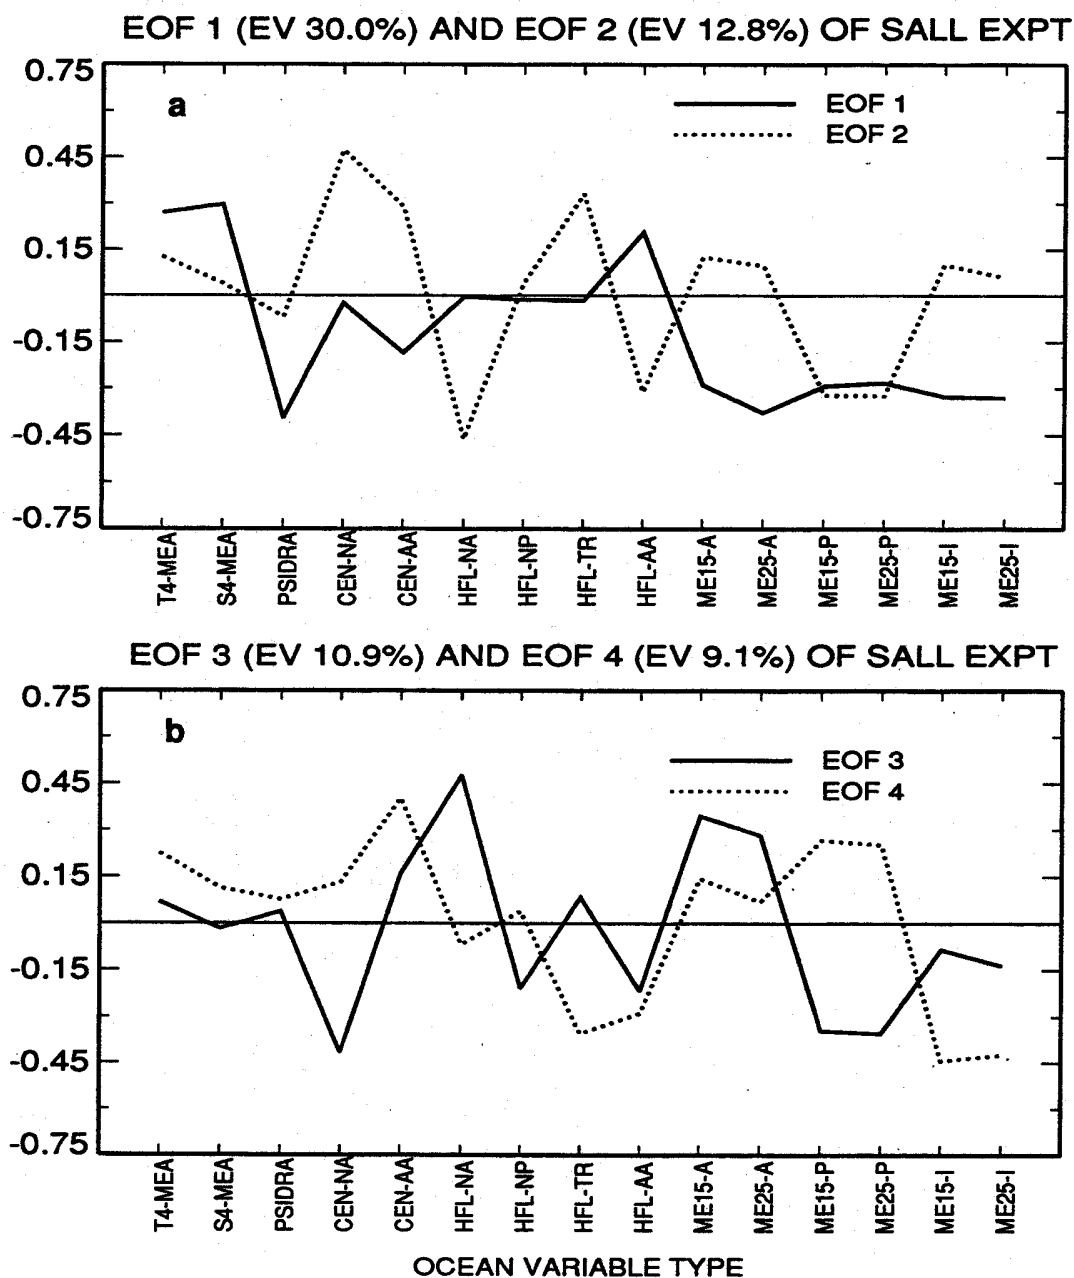 EOF 1 (EV 30.0%) AND EOF 2 (EV 12.8%) OF SALL EXPT
0.75
a
EOF 1
EOF 2
0.45
0.15
-0.15
-0.45
-0.75
T4-MEA
S4-MEA
PSIDRA
CEN-NA
CEN-AA
HFL-NA
HFL-NP
HFL-TR
HFL-AA
ME15-A
ME25-A
ME15-P
ME25-P
ME15-I
ME25-I
EOF 3 (EV 10.9%) AND EOF 4 (EV 9.1%) OF SALL EXPT
0.75
b
EOF 3
EOF 4
0.45
0.15
-0.15
-0.45
-0.75
T4-MEA
S4-MEA
PSIDRA
CEN-NA
CEN-AA
HFL-NA
HFL-NP
HFL-TR
HFL-AA
ME15-A
ME25-A
ME15-P
ME25-P
ME15-I
ME25-I
OCEAN VARIABLE TYPE